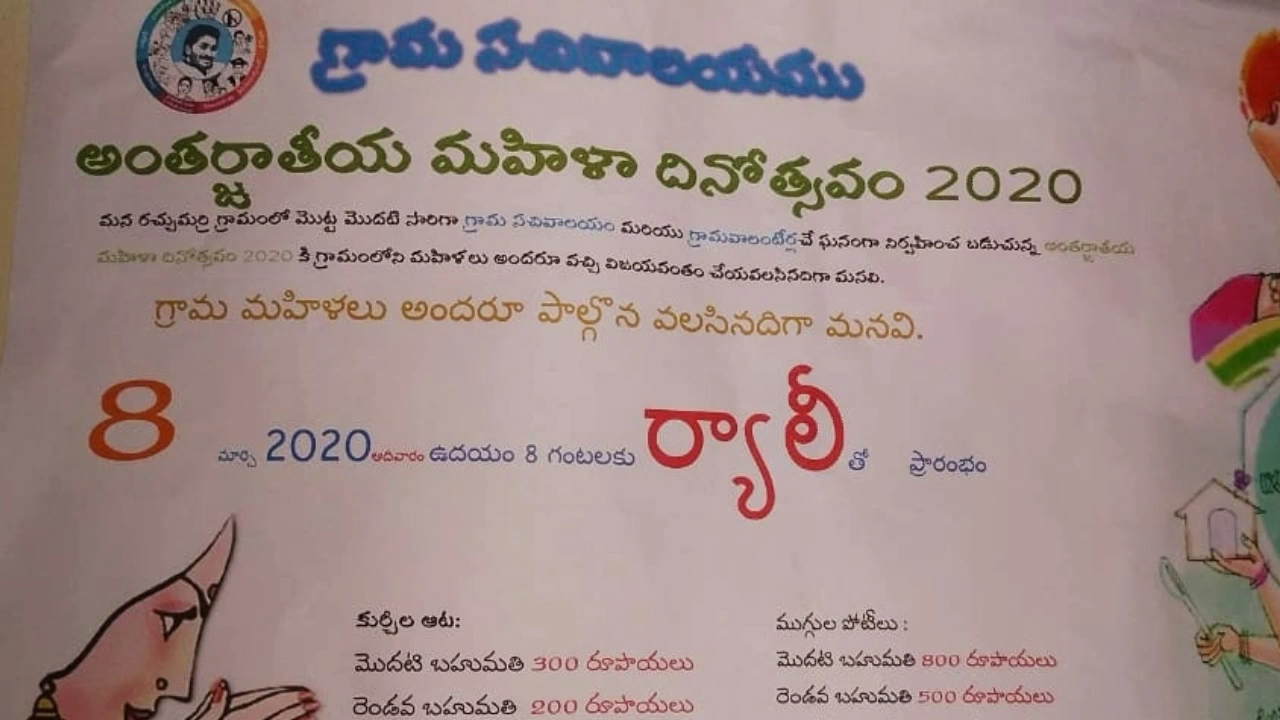 గ్రామ సచివాలయము
అంతర్జాతీయ మహిళా దినోత్సవం 2020
మన రచ్చుమర్రి గ్రామంలో మొట్ట మొదటి సారిగా గ్రామ సచివాలయం మరియు గ్రామవాలంటీర్లచే ఘనంగా నిర్వహించ బడుచున్న అంతర్జాతయ
మహిళా దినోత్సవం 2020 కి గ్రామంలోని మహిళలు అందరూ వచ్చి విజయవంతం చేయవలసినదిగా మనవి.
గ్రామ మహిళలు అందరూ పాల్గొన వలసినదిగా మనవి.
8 మార్చి 2020 ఆదివారం ఉదయం 8 గంటలకు ర్యాలీ తో ప్రారంభం
కుర్చీల ఆట:
మొదటి బహుమతి 300 రూపాయలు
రెండవ బహుమతి 200 రూపాయలు
ముగ్గుల పోటీలు :
మొదటి బహుమతి 800 రూపాయలు
రెండవ బహుమతి 500 రూపాయలు